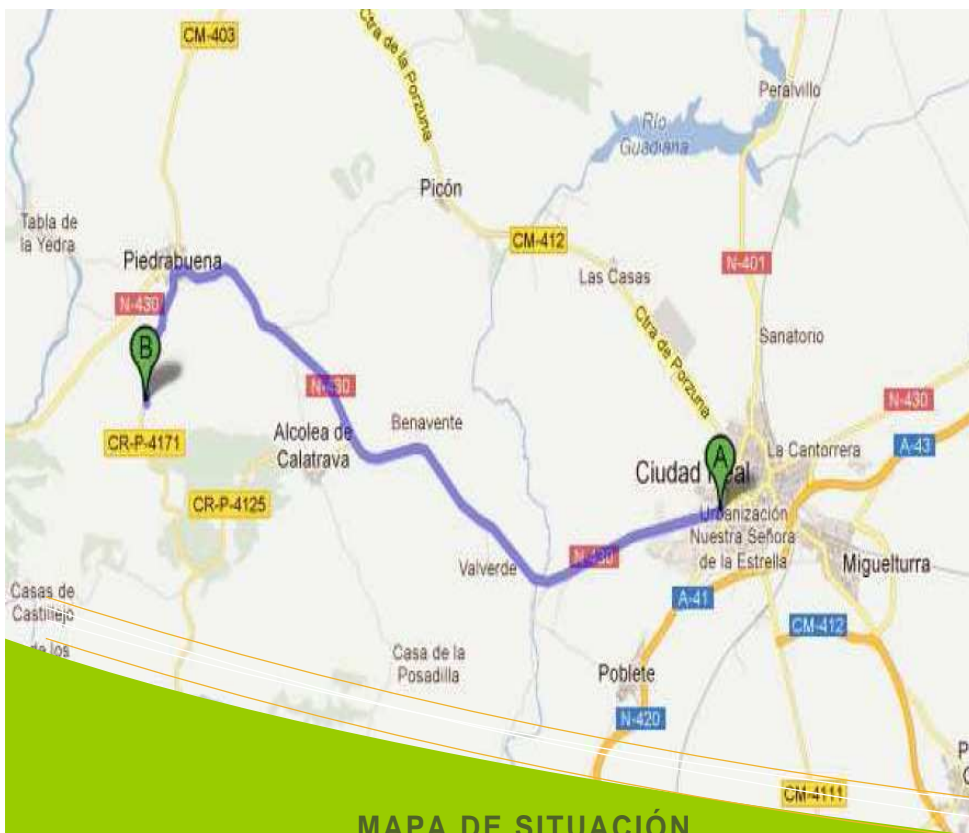 CM-403
Ctra de la Porzuna
Peralvillo
Río
Guadiana
Picón
Tabla de
la Yedra
CM-412
Piedrabuena
Las Casas
N-401
N-430
Sanatorio
Ctra de Porzuna
B
N-430
Benavente
N-430
CR-P-4171
Alcolea de
Calatrava
La Cantorrera
A-43
A
Ciudad Real
CR-P-4125
Urbanización
Nuestra Señora
de la Estrella
N-430
Valverde
Miguelturra
Casas de
Castillejo
de los
A-41
CM-412
Casa de la
Posadilla
Poblete
N-420
P
CM-4111
MAPA DE SITUACIÓN